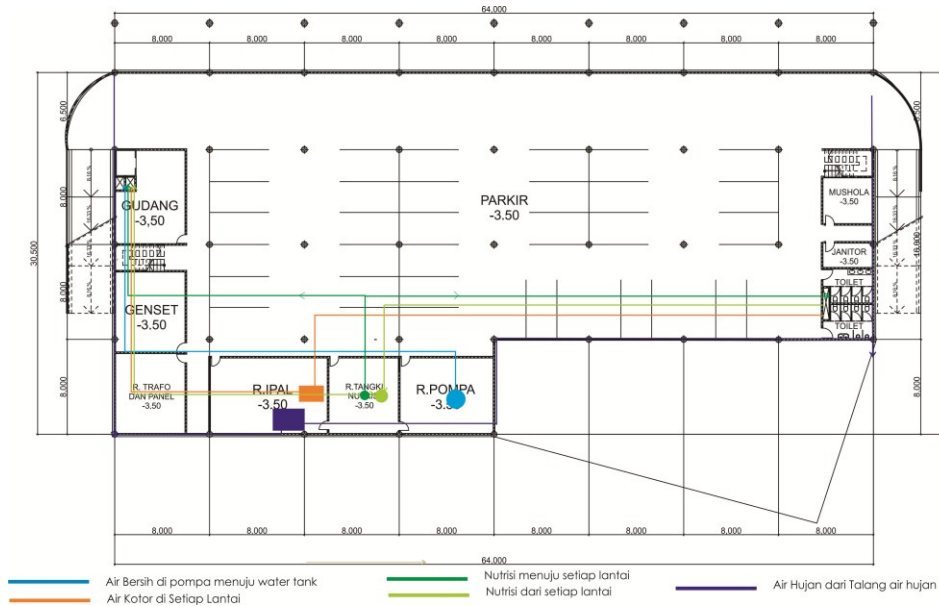 64,000
8,000 8,000 8,000 8,000 8,000 8,000 8,000 8,000
6,500
8,000
8,000
8,000
30,500
GUDANG
-3,50
GENSET
-3.50
R. TRAFO
DAN PANEL
-3.50
R.IPAL
-3.50
R.TANGKI
-3.50
R.POMPA
PARKIR
-3.50
MUSHOLA
-3.50
JANITOR
-3.50
TOILET
TOILET
16,000
8,000
8,000 8,000 8,000 8,000 8,000 8,000 8,000 8,000
64,000
Air Bersih di pompa menuju water tank
Air Kotor di Setiap Lantai
Nutrisi menuju setiap lantai
Nutrisi dari setiap lantai
Air Hujan dari Talang air hujan